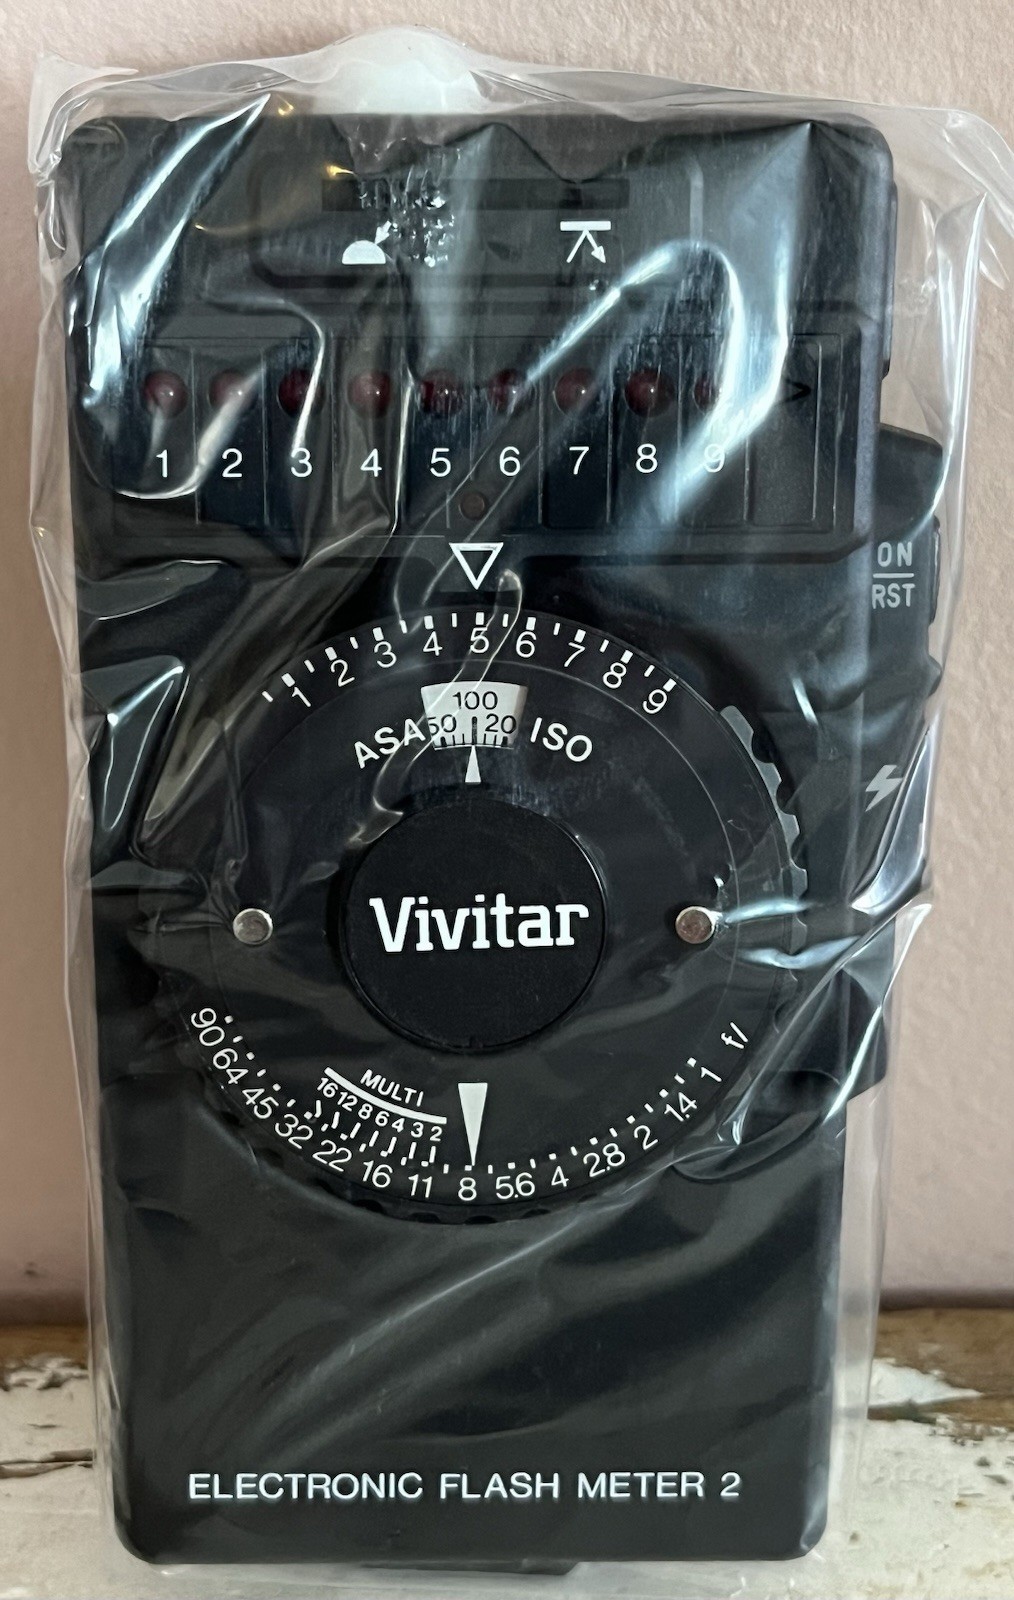 1 2 3 4 5 6 7 8 9
ON
RST
1 2 3 4 5 6 7 8 9
100
ASA 50 20 ISO
Vivitar
MULTI
16 12 8 6 4 3 2
90 64 45 32 22 16 11 8 5.6 4 2.8 2 1.4 1 f/
ELECTRONIC FLASH METER 2